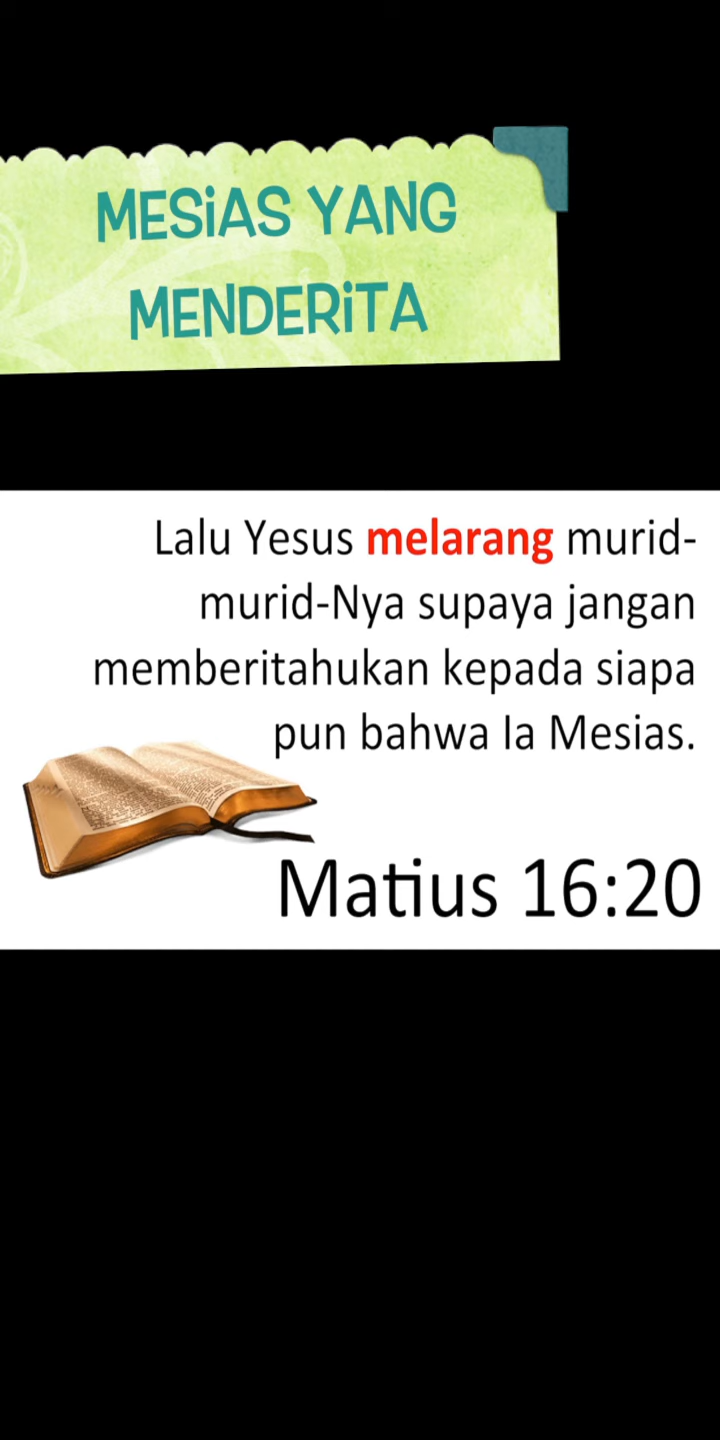 MESiAS YANG
MENDERiTA
Lalu Yesus melarang murid-
murid-Nya supaya jangan
memberitahukan kepada siapa
pun bahwa Ia Mesias.
Matius 16:20